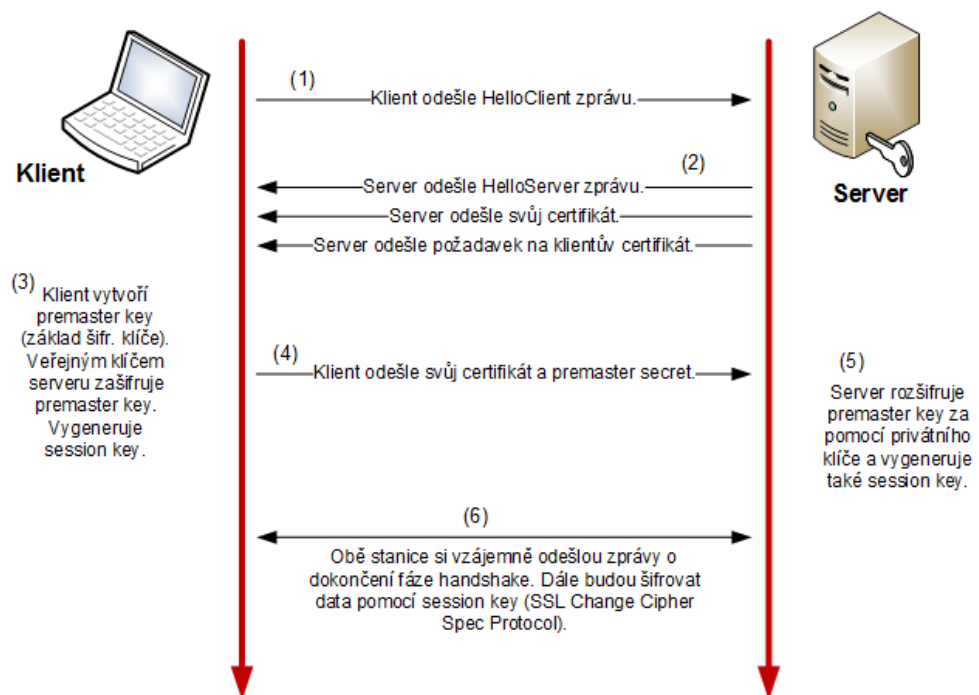 (1)
Klient odešle HelloClient zprávu.
Klient
(2)
Server odešle HelloServer zprávu.
Server
Server odešle svůj certifikát.
Server odešle požadavek na klientův certifikát.
(3)
Klient vytvoří
premaster key
(základ šifr. klíče).
Veřejným klíčem
serveru zašifruje
premaster key.
Vygeneruje
session key.
(4)
Klient odešle svůj certifikát a premaster secret.
(5)
Server rozšifruje
premaster key za
pomocí privátního
klíče a vygeneruje
také session key.
(6)
Obě stanice si vzájemně odešlou zprávy o
dokončení fáze handshake. Dále budou šifrovat
data pomocí session key (SSL Change Cipher
Spec Protocol).